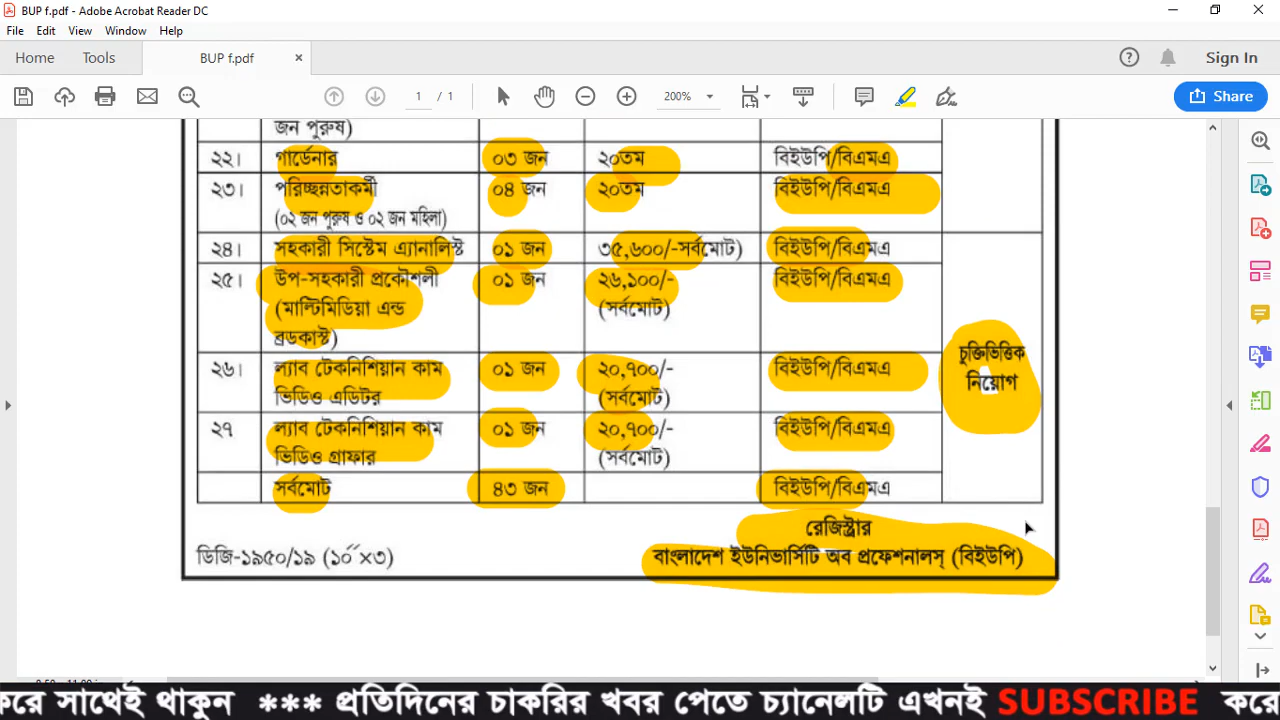 BUP f.pdf - Adobe Acrobat Reader DC
File Edit View Window Help
Home Tools BUP f.pdf × Sign In
1 / 1 200% Share
জন পুরুষ)
২২। গার্ডেনার ০৩ জন ২০তম বিইউপি/বিএমএ
২৩। পরিচ্ছন্নতাকর্মী ০৪ জন ২০তম বিইউপি/বিএমএ
(০২ জন পুরুষ ও ০২ জন মহিলা)
২৪। সহকারী সিস্টেম এ্যানালিস্ট ০১ জন ৩৫,৬০০/-সর্বমোট) বিইউপি/বিএমএ
২৫। উপ-সহকারী প্রকৌশলী ০১ জন ২৬,১০০/- বিইউপি/বিএমএ
(মাল্টিমিডিয়া এন্ড (সর্বমোট)
ব্রডকাস্ট)
চুক্তিভিত্তিক
নিয়োগ
২৬। ল্যাব টেকনিশিয়ান কাম ০১ জন ২০,৭০০/- বিইউপি/বিএমএ
ভিডিও এডিটর (সর্বমোট)
২৭ ল্যাব টেকনিশিয়ান কাম ০১ জন ২০,৭০০/- বিইউপি/বিএমএ
ভিডিও গ্রাফার (সর্বমোট)
সর্বমোট ৪৩ জন বিইউপি/বিএমএ
রেজিস্ট্রার
ডিজি-১৯৫০/১৯ (১০˝×৩) বাংলাদেশ ইউনিভার্সিটি অব প্রফেশনালস্ (বিইউপি)
করে সাথেই থাকুন *** প্রতিদিনের চাকরির খবর পেতে চ্যানেলটি এখনই SUBSCRIBE করে